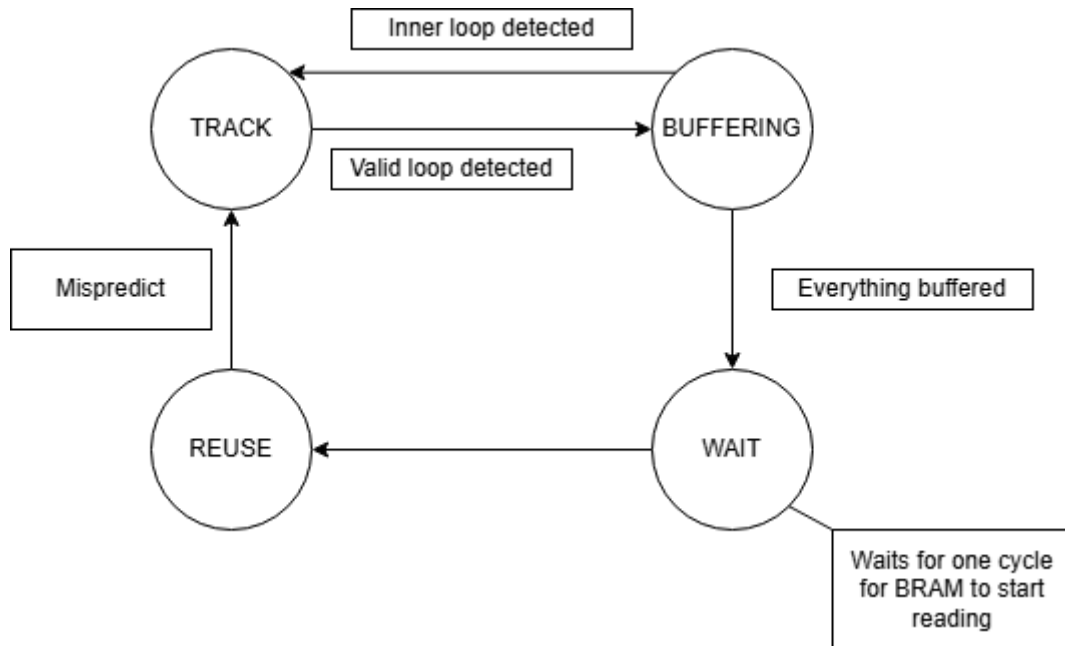 Inner loop detected
TRACK
BUFFERING
Valid loop detected
Mispredict
Everything buffered
REUSE
WAIT
Waits for one cycle
for BRAM to start
reading